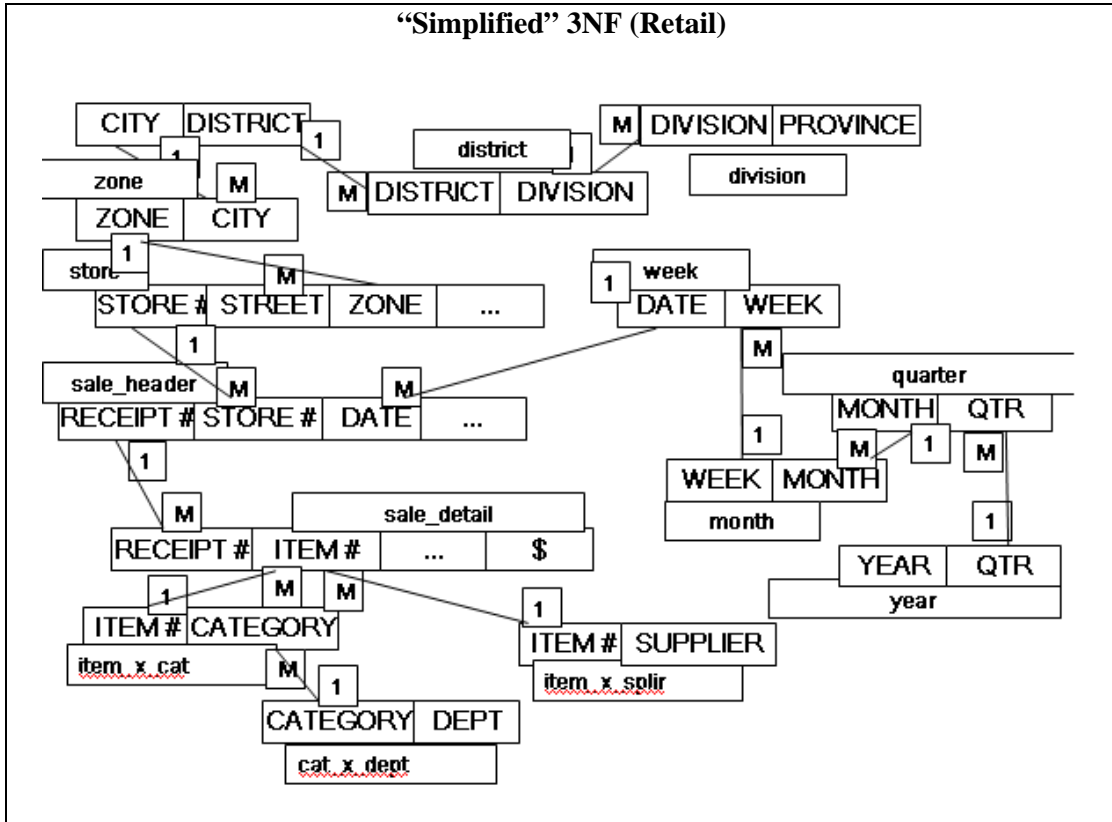 “Simplified” 3NF (Retail)
CITY DISTRICT
1
M DIVISION PROVINCE
district
division
1
zone
M
M DISTRICT DIVISION
ZONE CITY
1
store
M
week
1
STORE # STREET ZONE ...
DATE WEEK
1
M
sale_header
M
M
quarter
RECEIPT # STORE # DATE ...
MONTH QTR
1
1
M
1
M
WEEK MONTH
month
M
sale_detail
1
RECEIPT # ITEM # ... $
YEAR QTR
year
1
M
M
1
ITEM # CATEGORY
ITEM # SUPPLIER
item_x_cat
M
1
item_x_splir
CATEGORY DEPT
cat_x_dept